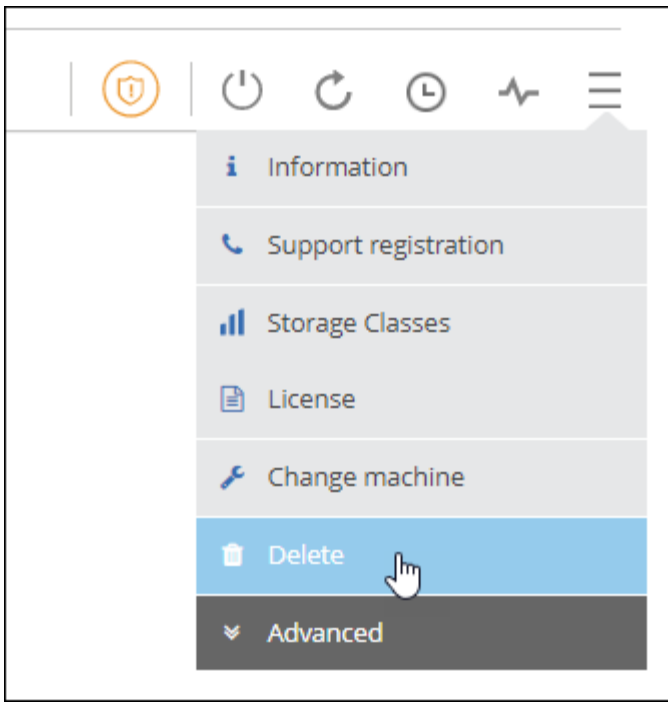 Information
Support registration
Storage Classes
License
Change machine
Delete
Advanced